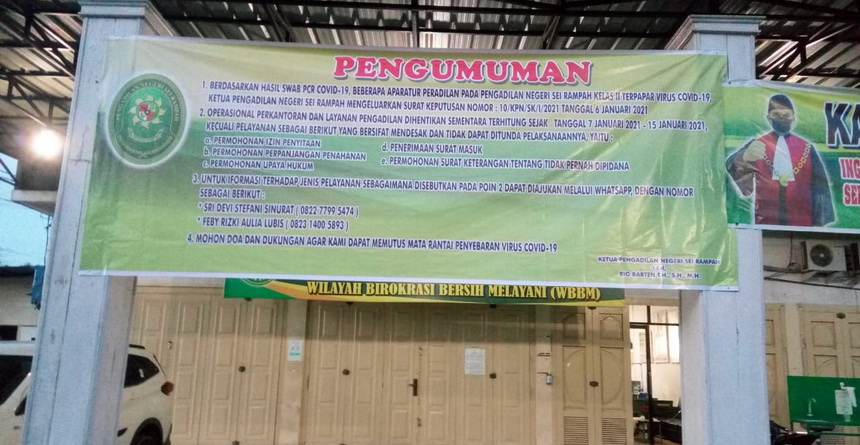 PENGUMUMAN
1. BERDASARKAN HASIL SWAB PCR COVID-19, BEBERAPA APARATUR PERADILAN PADA PENGADILAN NEGERI SEI RAMPAH KELAS II TERPAPAR VIRUS COVID-19,
KETUA PENGADILAN NEGERI SEI RAMPAH MENGELUARKAN SURAT KEPUTUSAN NOMOR : 10/KPN/SK/I/2021 TANGGAL 6 JANUARI 2021
2. OPERASIONAL PERKANTORAN DAN LAYANAN PENGADILAN DIHENTIKAN SEMENTARA TERHITUNG SEJAK TANGGAL 7 JANUARI 2021 - 15 JANUARI 2021,
KECUALI PELAYANAN SEBAGAI BERIKUT YANG BERSIFAT MENDESAK DAN TIDAK DAPAT DITUNDA PELAKSANAANNYA, YAITU :
a. PERMOHONAN IZIN PENYITAAN
b. PERMOHONAN PERPANJANGAN PENAHANAN
c. PERMOHONAN UPAYA HUKUM
d. PENERIMAAN SURAT MASUK
e. PERMOHONAN SURAT KETERANGAN TENTANG TIDAK PERNAH DIPIDANA
3. UNTUK IFORMASI TERHADAP JENIS PELAYANAN SEBAGAIMANA DISEBUTKAN PADA POIN 2 DAPAT DIAJUKAN MELALUI WHATSAPP, DENGAN NOMOR
SEBAGAI BERIKUT :
* SRI DEVI STEFANI SINURAT ( 0822 7799 5474 )
* FEBY RIZKI AULIA LUBIS ( 0823 1400 5893 )
4. MOHON DOA DAN DUKUNGAN AGAR KAMI DAPAT MEMUTUS MATA RANTAI PENYEBARAN VIRUS COVID-19
KETUA PENGADILAN NEGERI SEI RAMPAH
RIO BARTEN T.H., S.H., M.H.
WILAYAH BIROKRASI BERSIH MELAYANI (WBBM)
KA
ING
SE